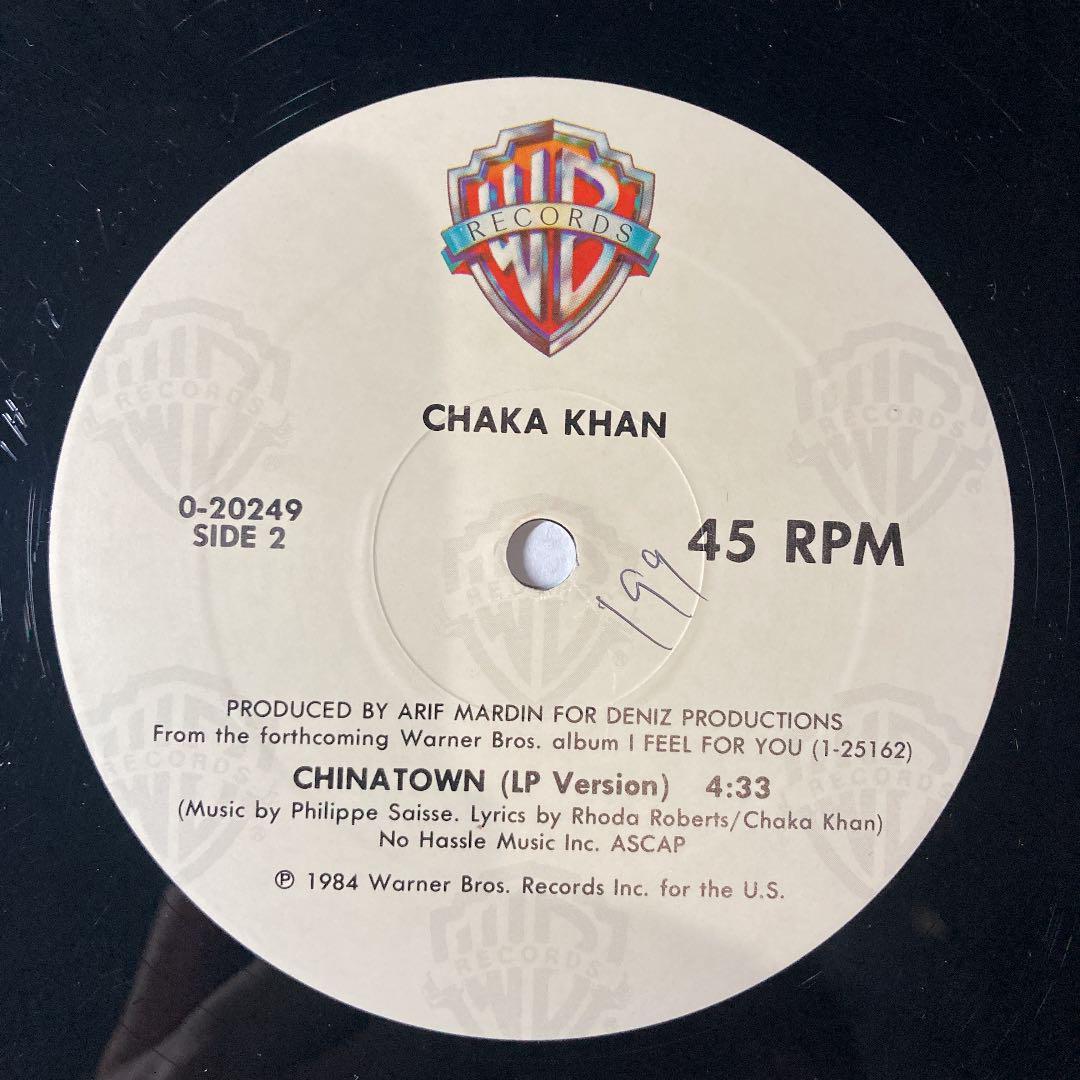 WB
RECORDS
CHAKA KHAN
0-20249
SIDE 2
45 RPM
199
PRODUCED BY ARIF MARDIN FOR DENIZ PRODUCTIONS
From the forthcoming Warner Bros. album I FEEL FOR YOU (1-25162)
CHINATOWN (LP Version) 4:33
(Music by Philippe Saisse. Lyrics by Rhoda Roberts/Chaka Khan)
No Hassle Music Inc. ASCAP
℗ 1984 Warner Bros. Records Inc. for the U.S.